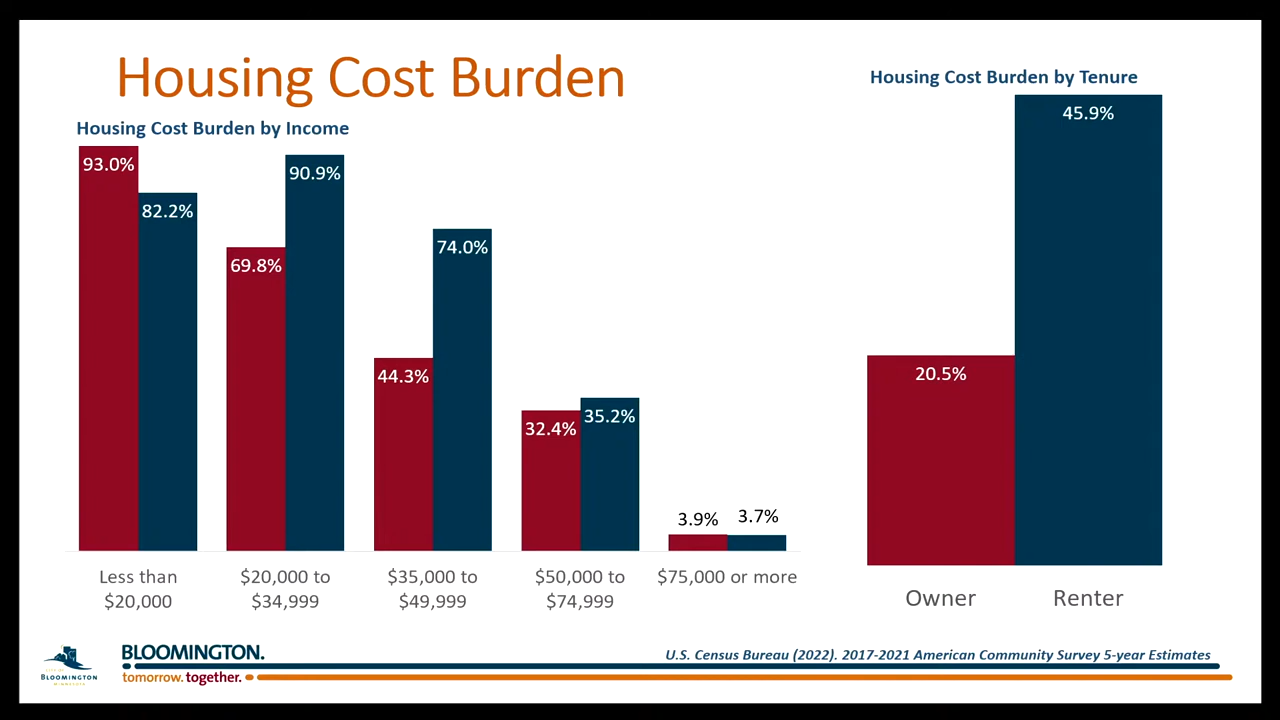 Housing Cost Burden
Housing Cost Burden by Income
93.0%
82.2%
69.8%
90.9%
44.3%
74.0%
32.4%
35.2%
3.9%
3.7%
Less than
$20,000
$20,000 to
$34,999
$35,000 to
$49,999
$50,000 to
$74,999
$75,000 or more
Housing Cost Burden by Tenure
20.5%
45.9%
Owner
Renter
BLOOMINGTON
BLOOMINGTON.
tomorrow. together.
U.S. Census Bureau (2022). 2017-2021 American Community Survey 5-year Estimates